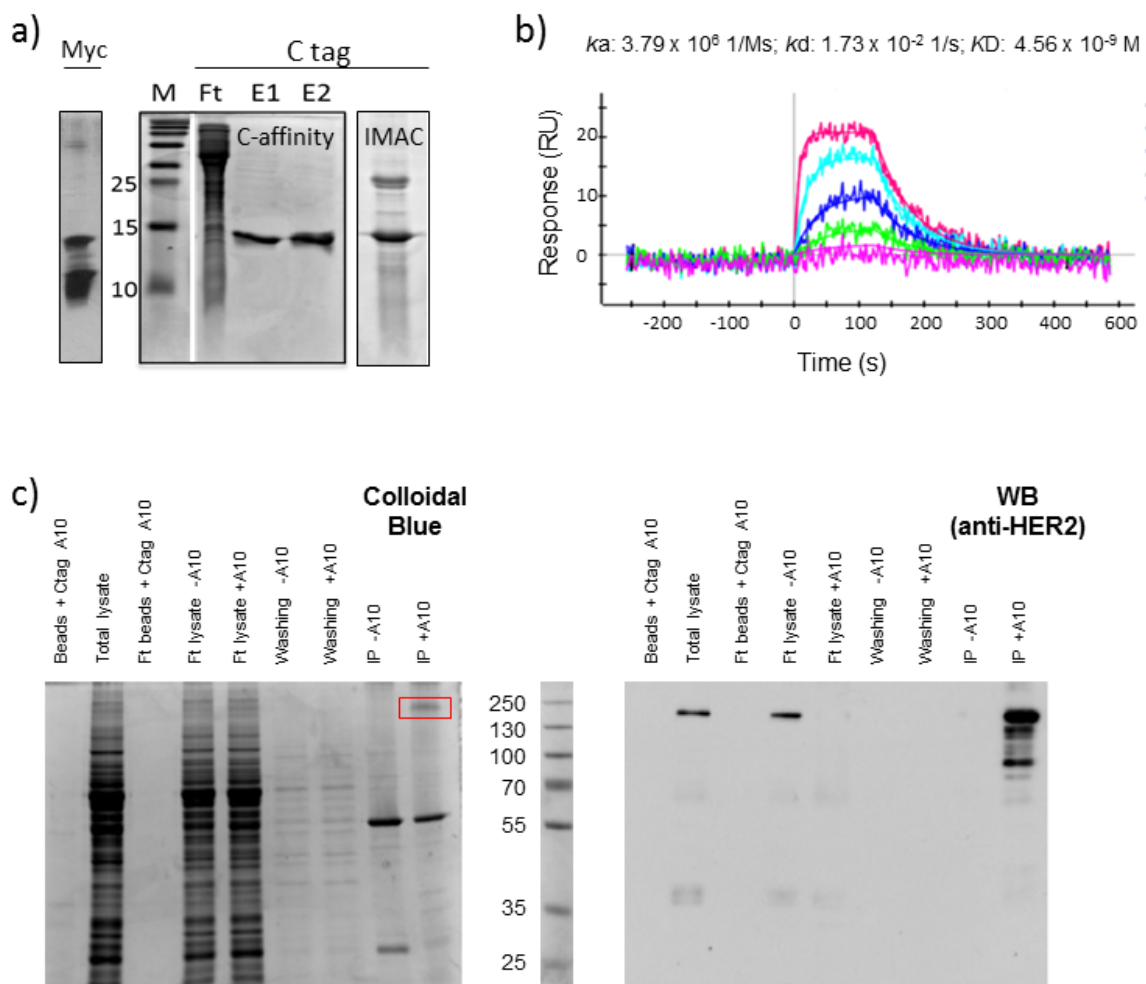 a)
Myc
C tag
M Ft E1 E2
C-affinity
IMAC
25
15
10
b)
ka: 3.79 x 10⁶ 1/Ms; kd: 1.73 x 10⁻² 1/s; KD: 4.56 x 10⁻⁹ M
Response (RU)
20
10
0
-200 -100 0 100 200 300 400 500 600
Time (s)
c)
Colloidal
Blue
Beads + Ctag A10
Total lysate
Ft beads + Ctag A10
Ft lysate -A10
Ft lysate +A10
Washing -A10
Washing +A10
IP -A10
IP +A10
250
130
100
70
55
35
25
WB
(anti-HER2)
Beads + Ctag A10
Total lysate
Ft beads + Ctag A10
Ft lysate -A10
Ft lysate +A10
Washing -A10
Washing +A10
IP -A10
IP +A10